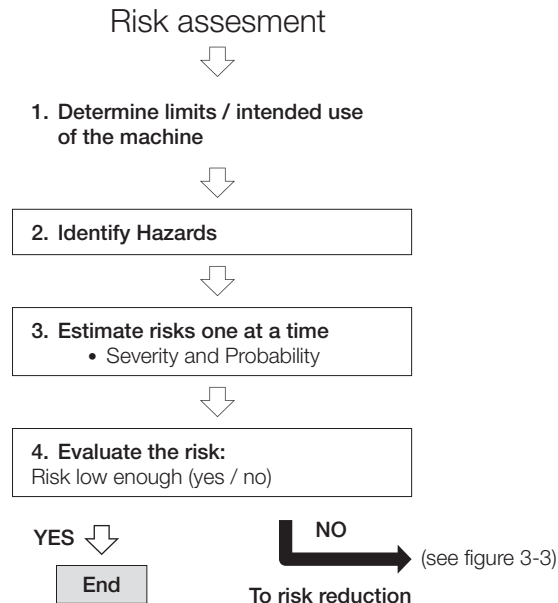 Risk assesment
1. Determine limits / intended use
of the machine
2. Identify Hazards
3. Estimate risks one at a time
• Severity and Probability
4. Evaluate the risk:
Risk low enough (yes / no)
YES
NO
(see figure 3-3)
End
To risk reduction